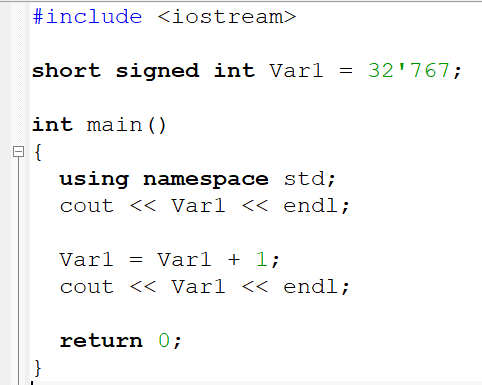 #include <iostream>
short signed int Var1 = 32'767;
int main()
{
using namespace std;
cout << Var1 << endl;
Var1 = Var1 + 1;
cout << Var1 << endl;
return 0;
}